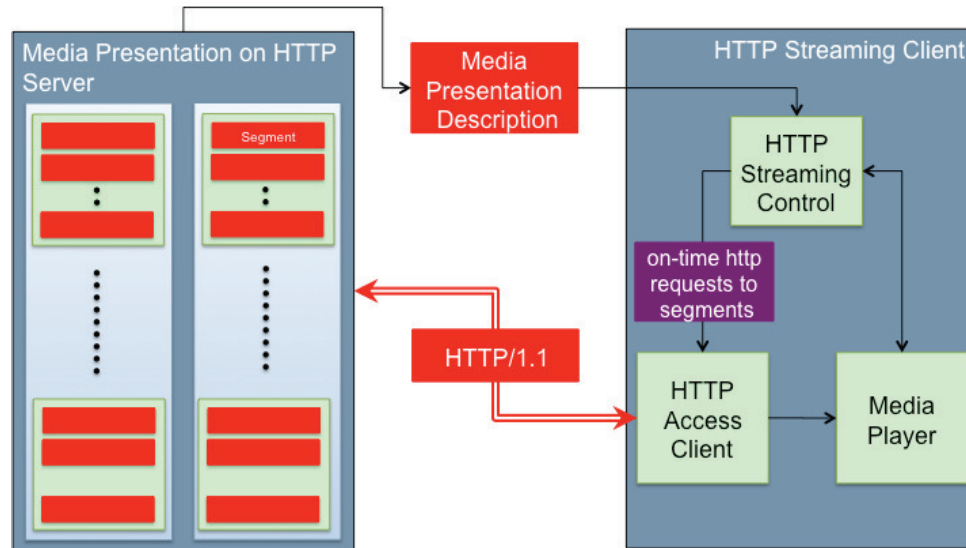 Media Presentation on HTTP
Server
Segment
Media
Presentation
Description
HTTP Streaming Client
HTTP
Streaming
Control
on-time http
requests to
segments
HTTP/1.1
HTTP
Access
Client
Media
Player